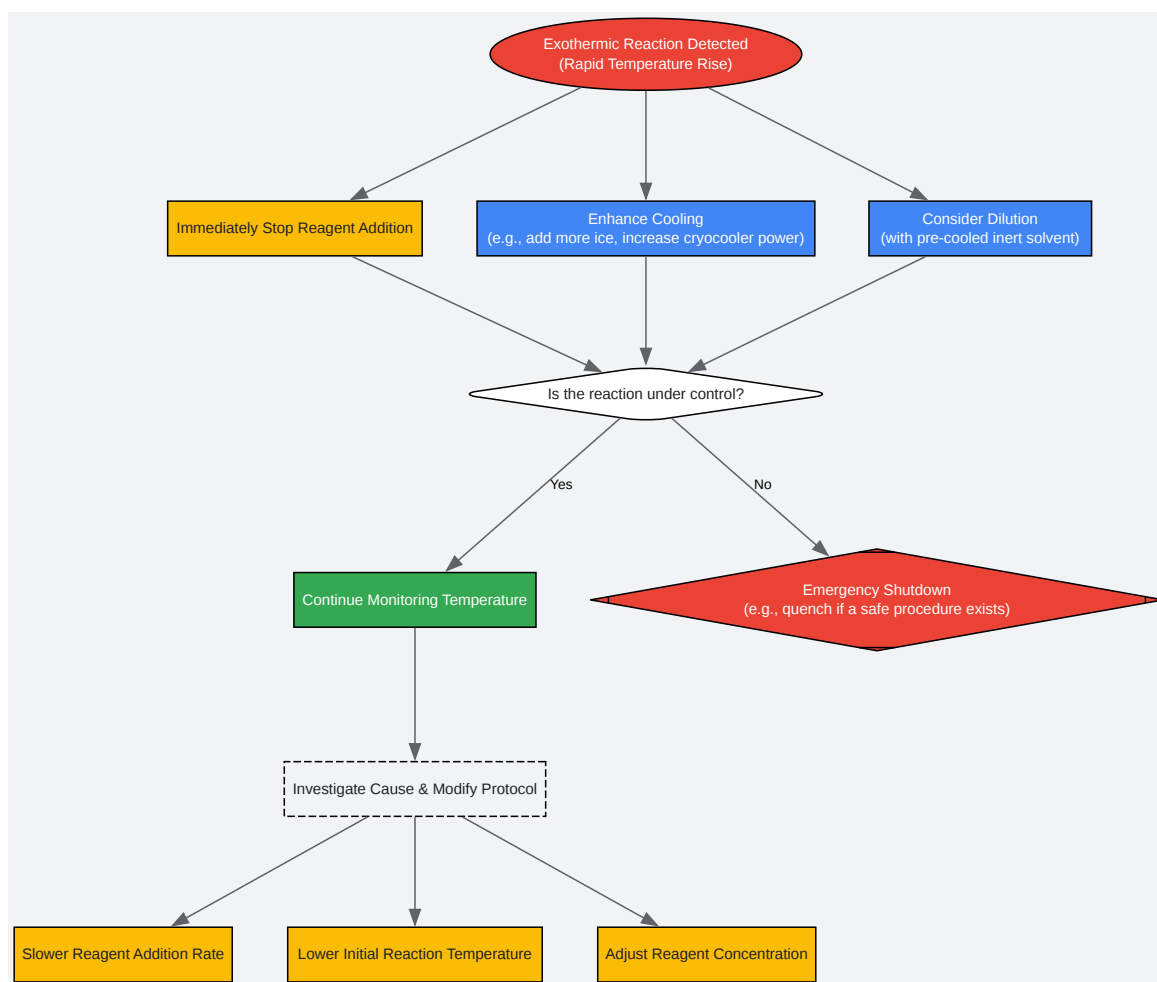 Exothermic Reaction Detected
(Rapid Temperature Rise)
Immediately Stop Reagent Addition
Enhance Cooling
(e.g., add more ice, increase cryocooler power)
Consider Dilution
(with pre-cooled inert solvent)
Is the reaction under control?
Yes
No
Continue Monitoring Temperature
Emergency Shutdown
(e.g., quench if a safe procedure exists)
Investigate Cause & Modify Protocol
Slower Reagent Addition Rate
Lower Initial Reaction Temperature
Adjust Reagent Concentration